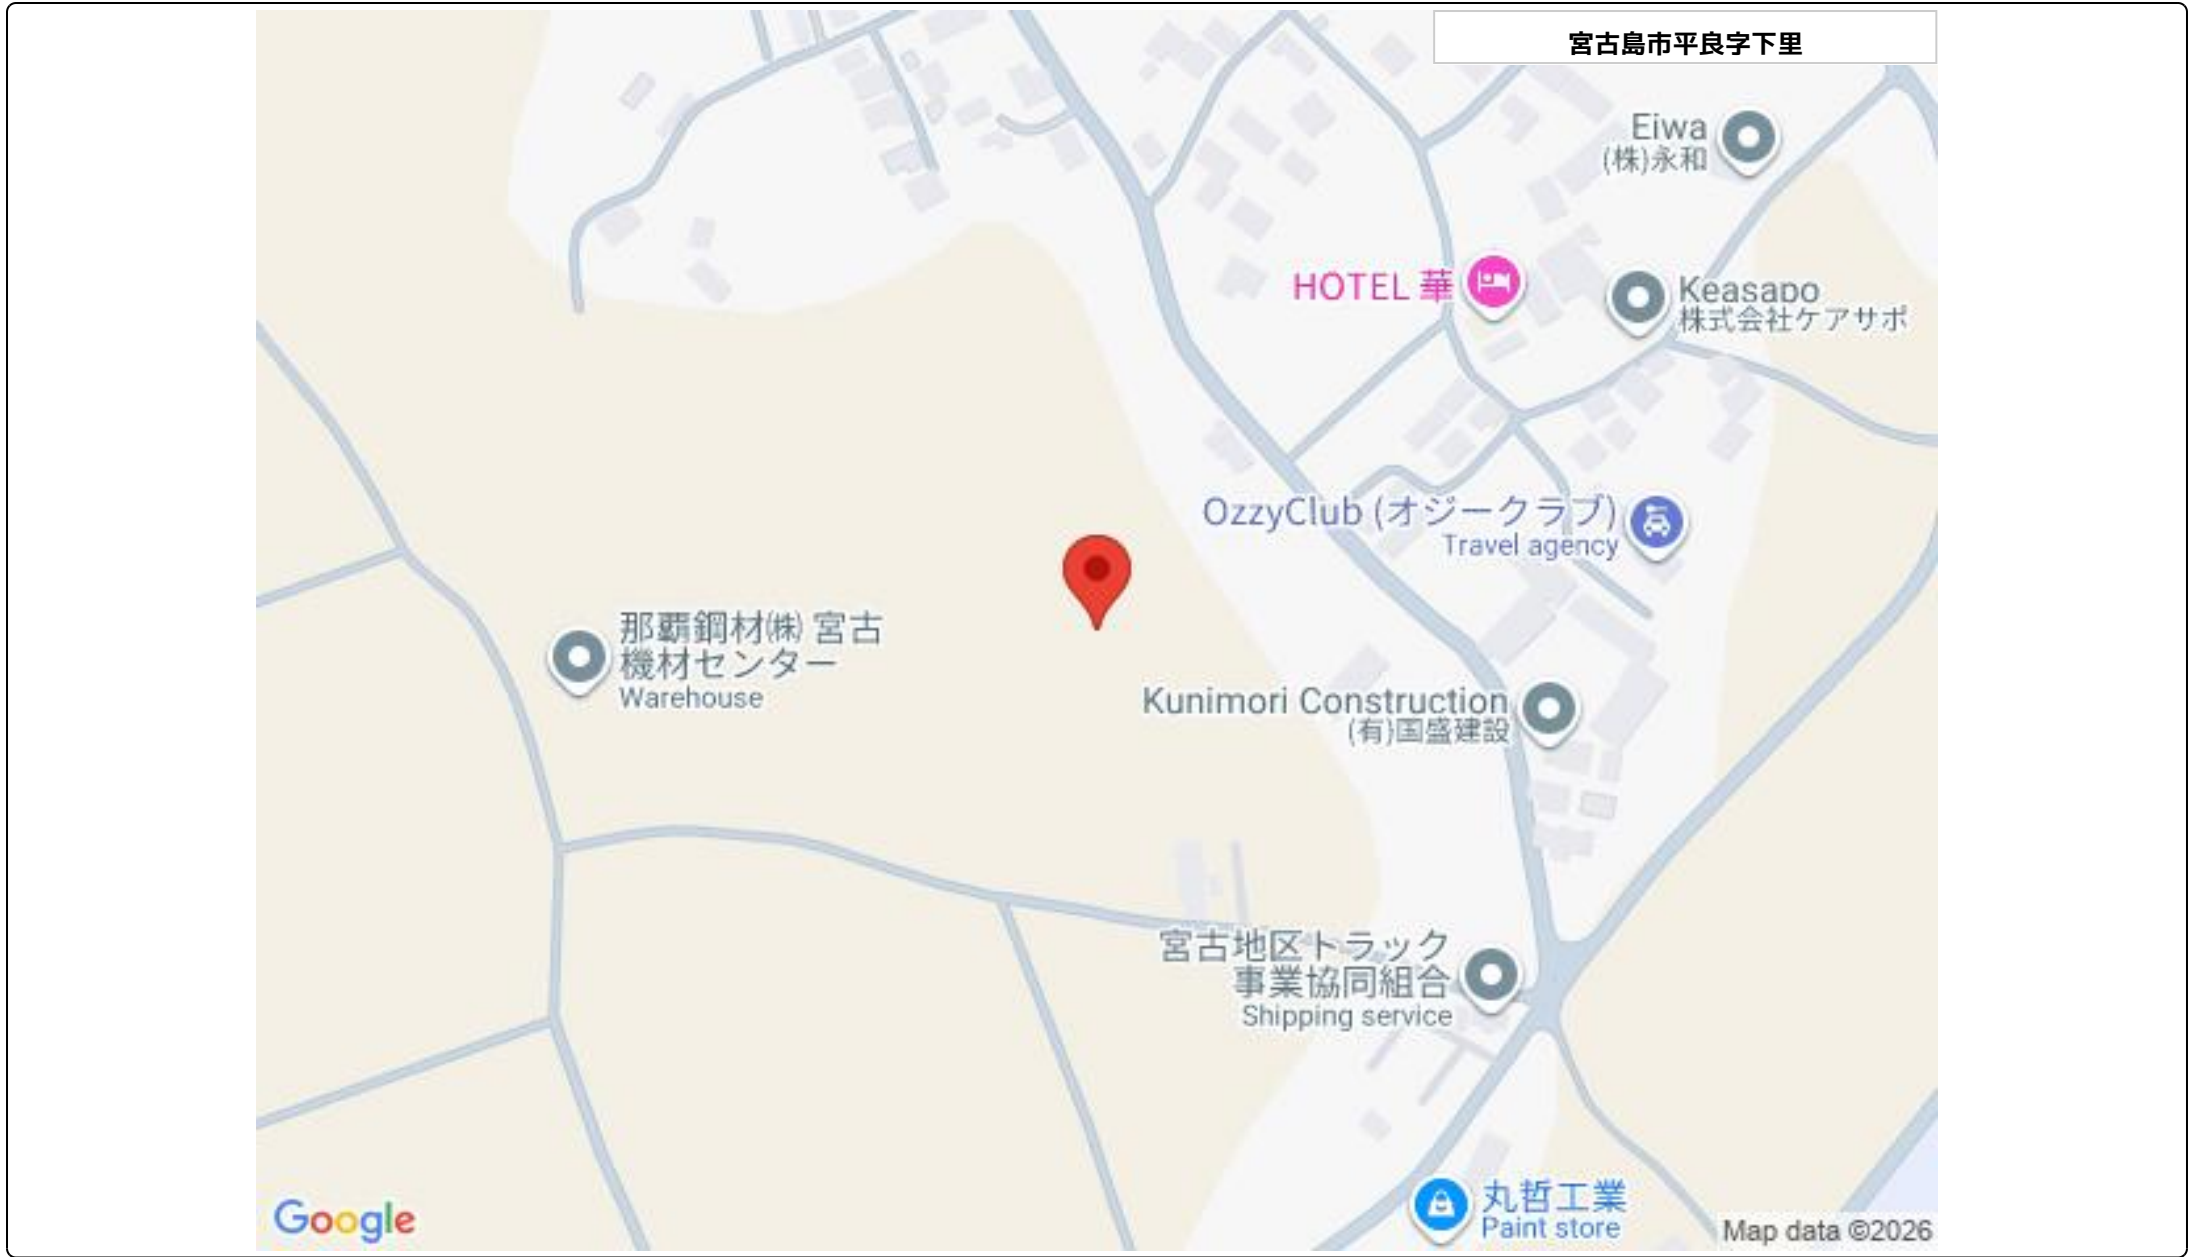 宮古島市平良字下里
Eiwa
(株)永和
HOTEL 華
Keasapo
株式会社ケアサポ
OzzyClub (オジークラブ)
Travel agency
那覇鋼材㈱ 宮古
機材センター
Warehouse
Kunimori Construction
(有)国盛建設
宮古地区トラック
事業協同組合
Shipping service
丸哲工業
Paint store
Google
Map data ©2026